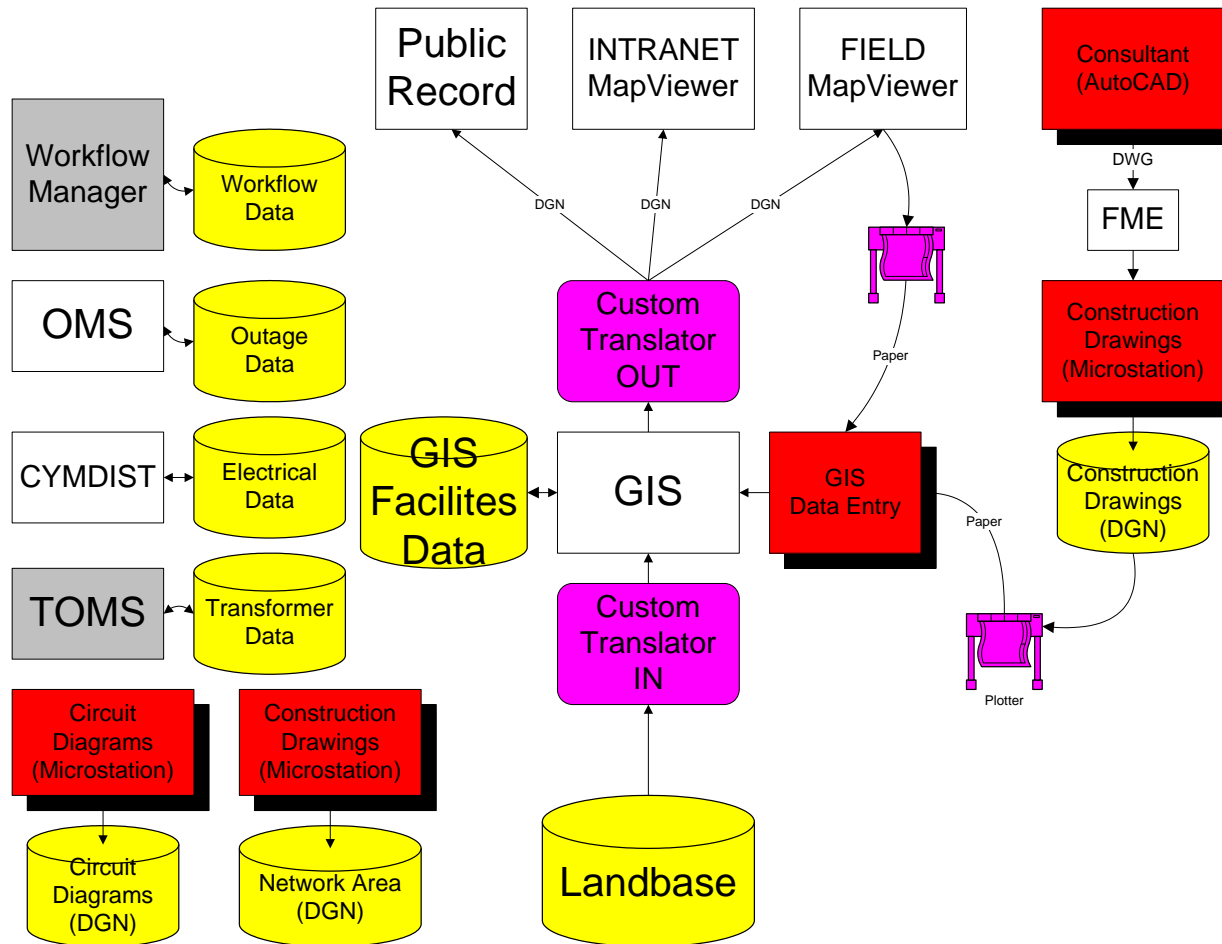 Public
Record
INTRANET
MapViewer
FIELD
MapViewer
Consultant
(AutoCAD)
Workflow
Manager
Workflow
Data
DGN
DGN
DGN
DWG
FME
OMS
Outage
Data
Custom
Translator
OUT
Paper
Construction
Drawings
(Microstation)
CYMDIST
Electrical
Data
GIS
Facilites
Data
GIS
GIS
Data Entry
Paper
Construction
Drawings
(DGN)
TOMS
Transformer
Data
Custom
Translator
IN
Plotter
Circuit
Diagrams
(Microstation)
Construction
Drawings
(Microstation)
Circuit
Diagrams
(DGN)
Network Area
(DGN)
Landbase